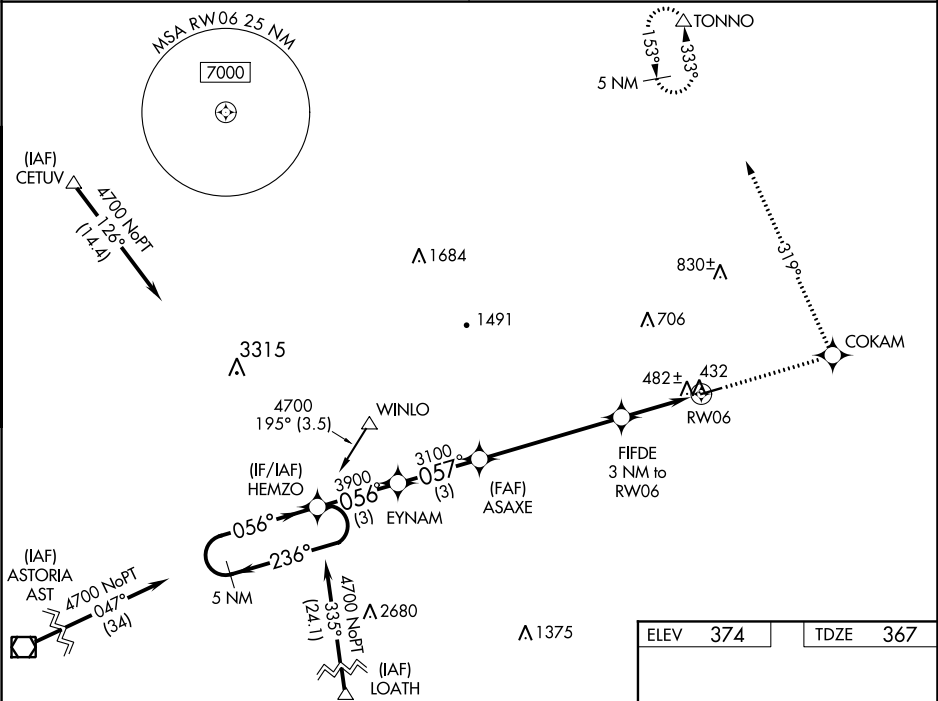 MSA RW06 25 NM
7000
TONNO
153°
333°
5 NM
(IAF)
CETUV
4700 NoPT
126°
(14.4)
1684
830±
319°
1491
706
COKAM
3315
482±
432
4700
195° (3.5)
WINLO
RW06
(IF/IAF)
HEMZO
3900
056°
(3)
3100
057°
(3)
FIFDE
3 NM to
RW06
EYNAM
(FAF)
ASAXE
056°
236°
5 NM
(IAF)
ASTORIA
AST
4700 NoPT
047°
(34)
4700 NoPT
335°
(24.1)
2680
1375
(IAF)
LOATH
ELEV 374
TDZE 367